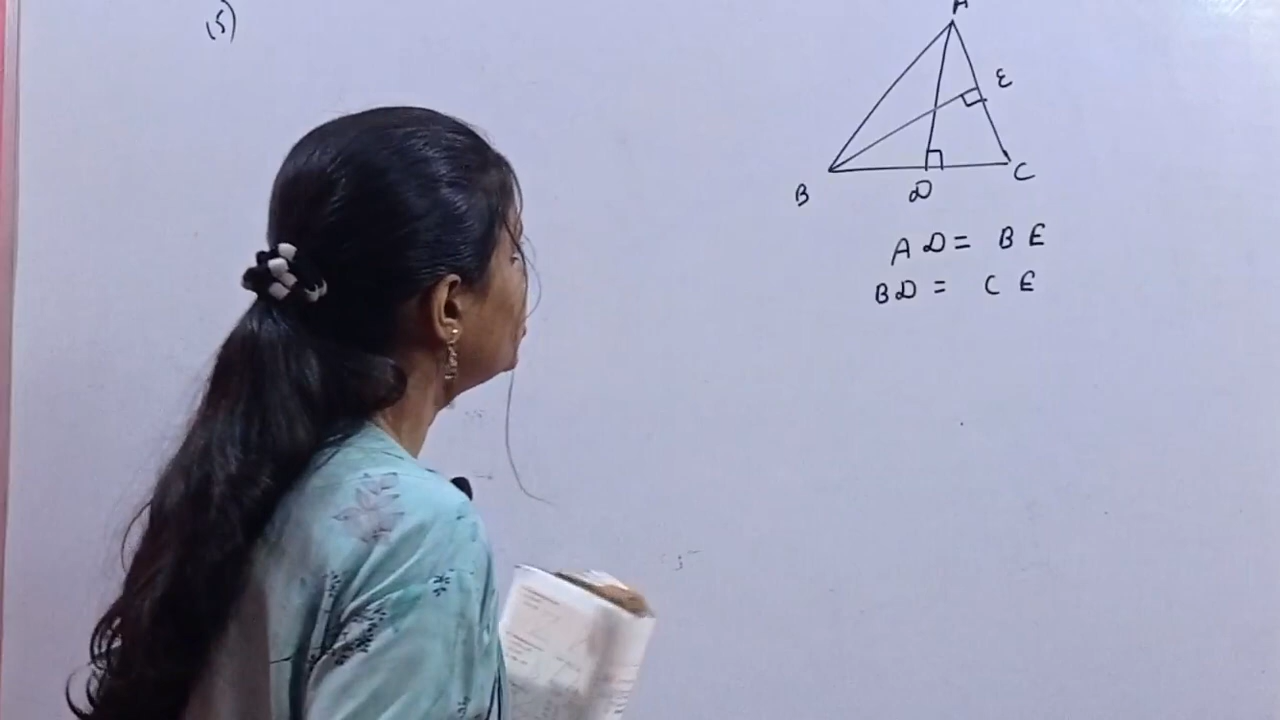 (5)
A
E
B
D
C
AD = BE
BD = CE